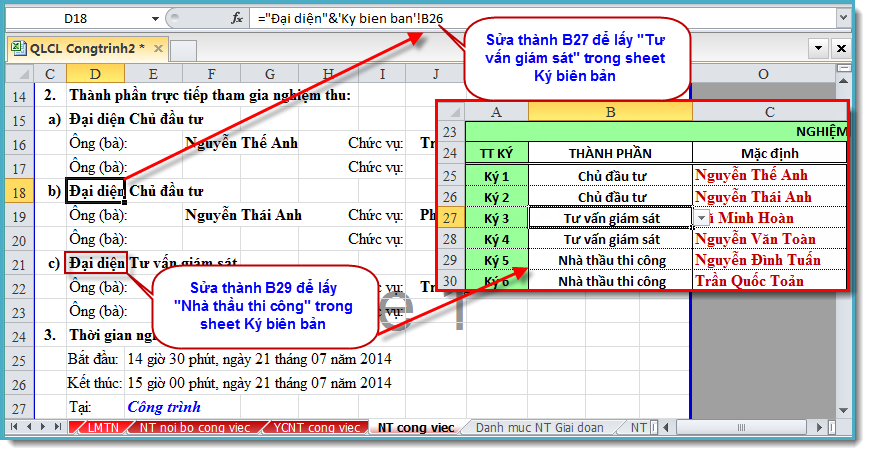 D18 fx ="Đại diện"&'Ky bien ban'!B26
QLCL Congtrinh2 *
C D E F G H I J O
14 2. Thành phần trực tiếp tham gia nghiệm thu:
15 a) Đại diện Chủ đầu tư
16 Ông (bà): Nguyễn Thế Anh Chức vụ:
17 Ông (bà): Chức vụ:
18 b) Đại diện Chủ đầu tư
19 Ông (bà): Nguyễn Thái Anh Chức vụ:
20 Ông (bà): Chức vụ:
21 c) Đại diện Tư vấn giám sát
22 Ông (bà):
23 Ông (bà):
24 3. Thời gian
25 Bắt đầu: 14 giờ 30 phút, ngày 21 tháng 07 năm 2014
26 Kết thúc: 15 giờ 00 phút, ngày 21 tháng 07 năm 2014
27 Tại: Công trình
Sửa thành B27 để lấy "Tư
vấn giám sát" trong sheet
Ký biên bản
A B C
23 NGHIỆM
24 TT KÝ THÀNH PHẦN Mặc định
25 Ký 1 Chủ đầu tư Nguyễn Thế Anh
26 Ký 2 Chủ đầu tư Nguyễn Thái Anh
27 Ký 3 Tư vấn giám sát Minh Hoàn
28 Ký 4 Tư vấn giám sát Nguyễn Văn Toàn
29 Ký 5 Nhà thầu thi công Nguyễn Đình Tuấn
30 Ký 6 Nhà thầu thi công Trần Quốc Toản
Sửa thành B29 để lấy
"Nhà thầu thi công" trong
sheet Ký biên bản
LMTN NT noi bo cong viec YCNT cong viec NT cong viec Danh muc NT Giai doan NT